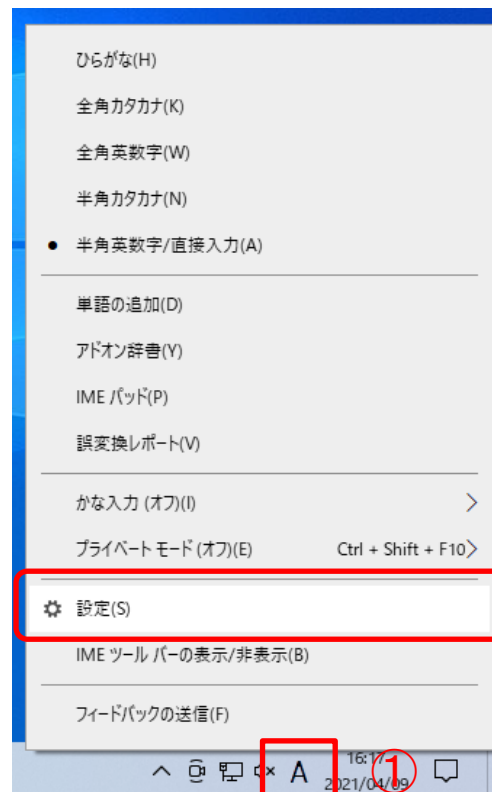 ひらがな(H)
全角カタカナ(K)
全角英数字(W)
半角カタカナ(N)
半角英数字/直接入力(A)
単語の追加(D)
アドオン辞書(Y)
IME パッド(P)
誤変換レポート(V)
かな入力 (オフ)(I)
プライベート モード (オフ)(E) Ctrl + Shift + F10
設定(S)
IME ツール バーの表示/非表示(B)
フィードバックの送信(F)
A
16:17
2021/04/09
①